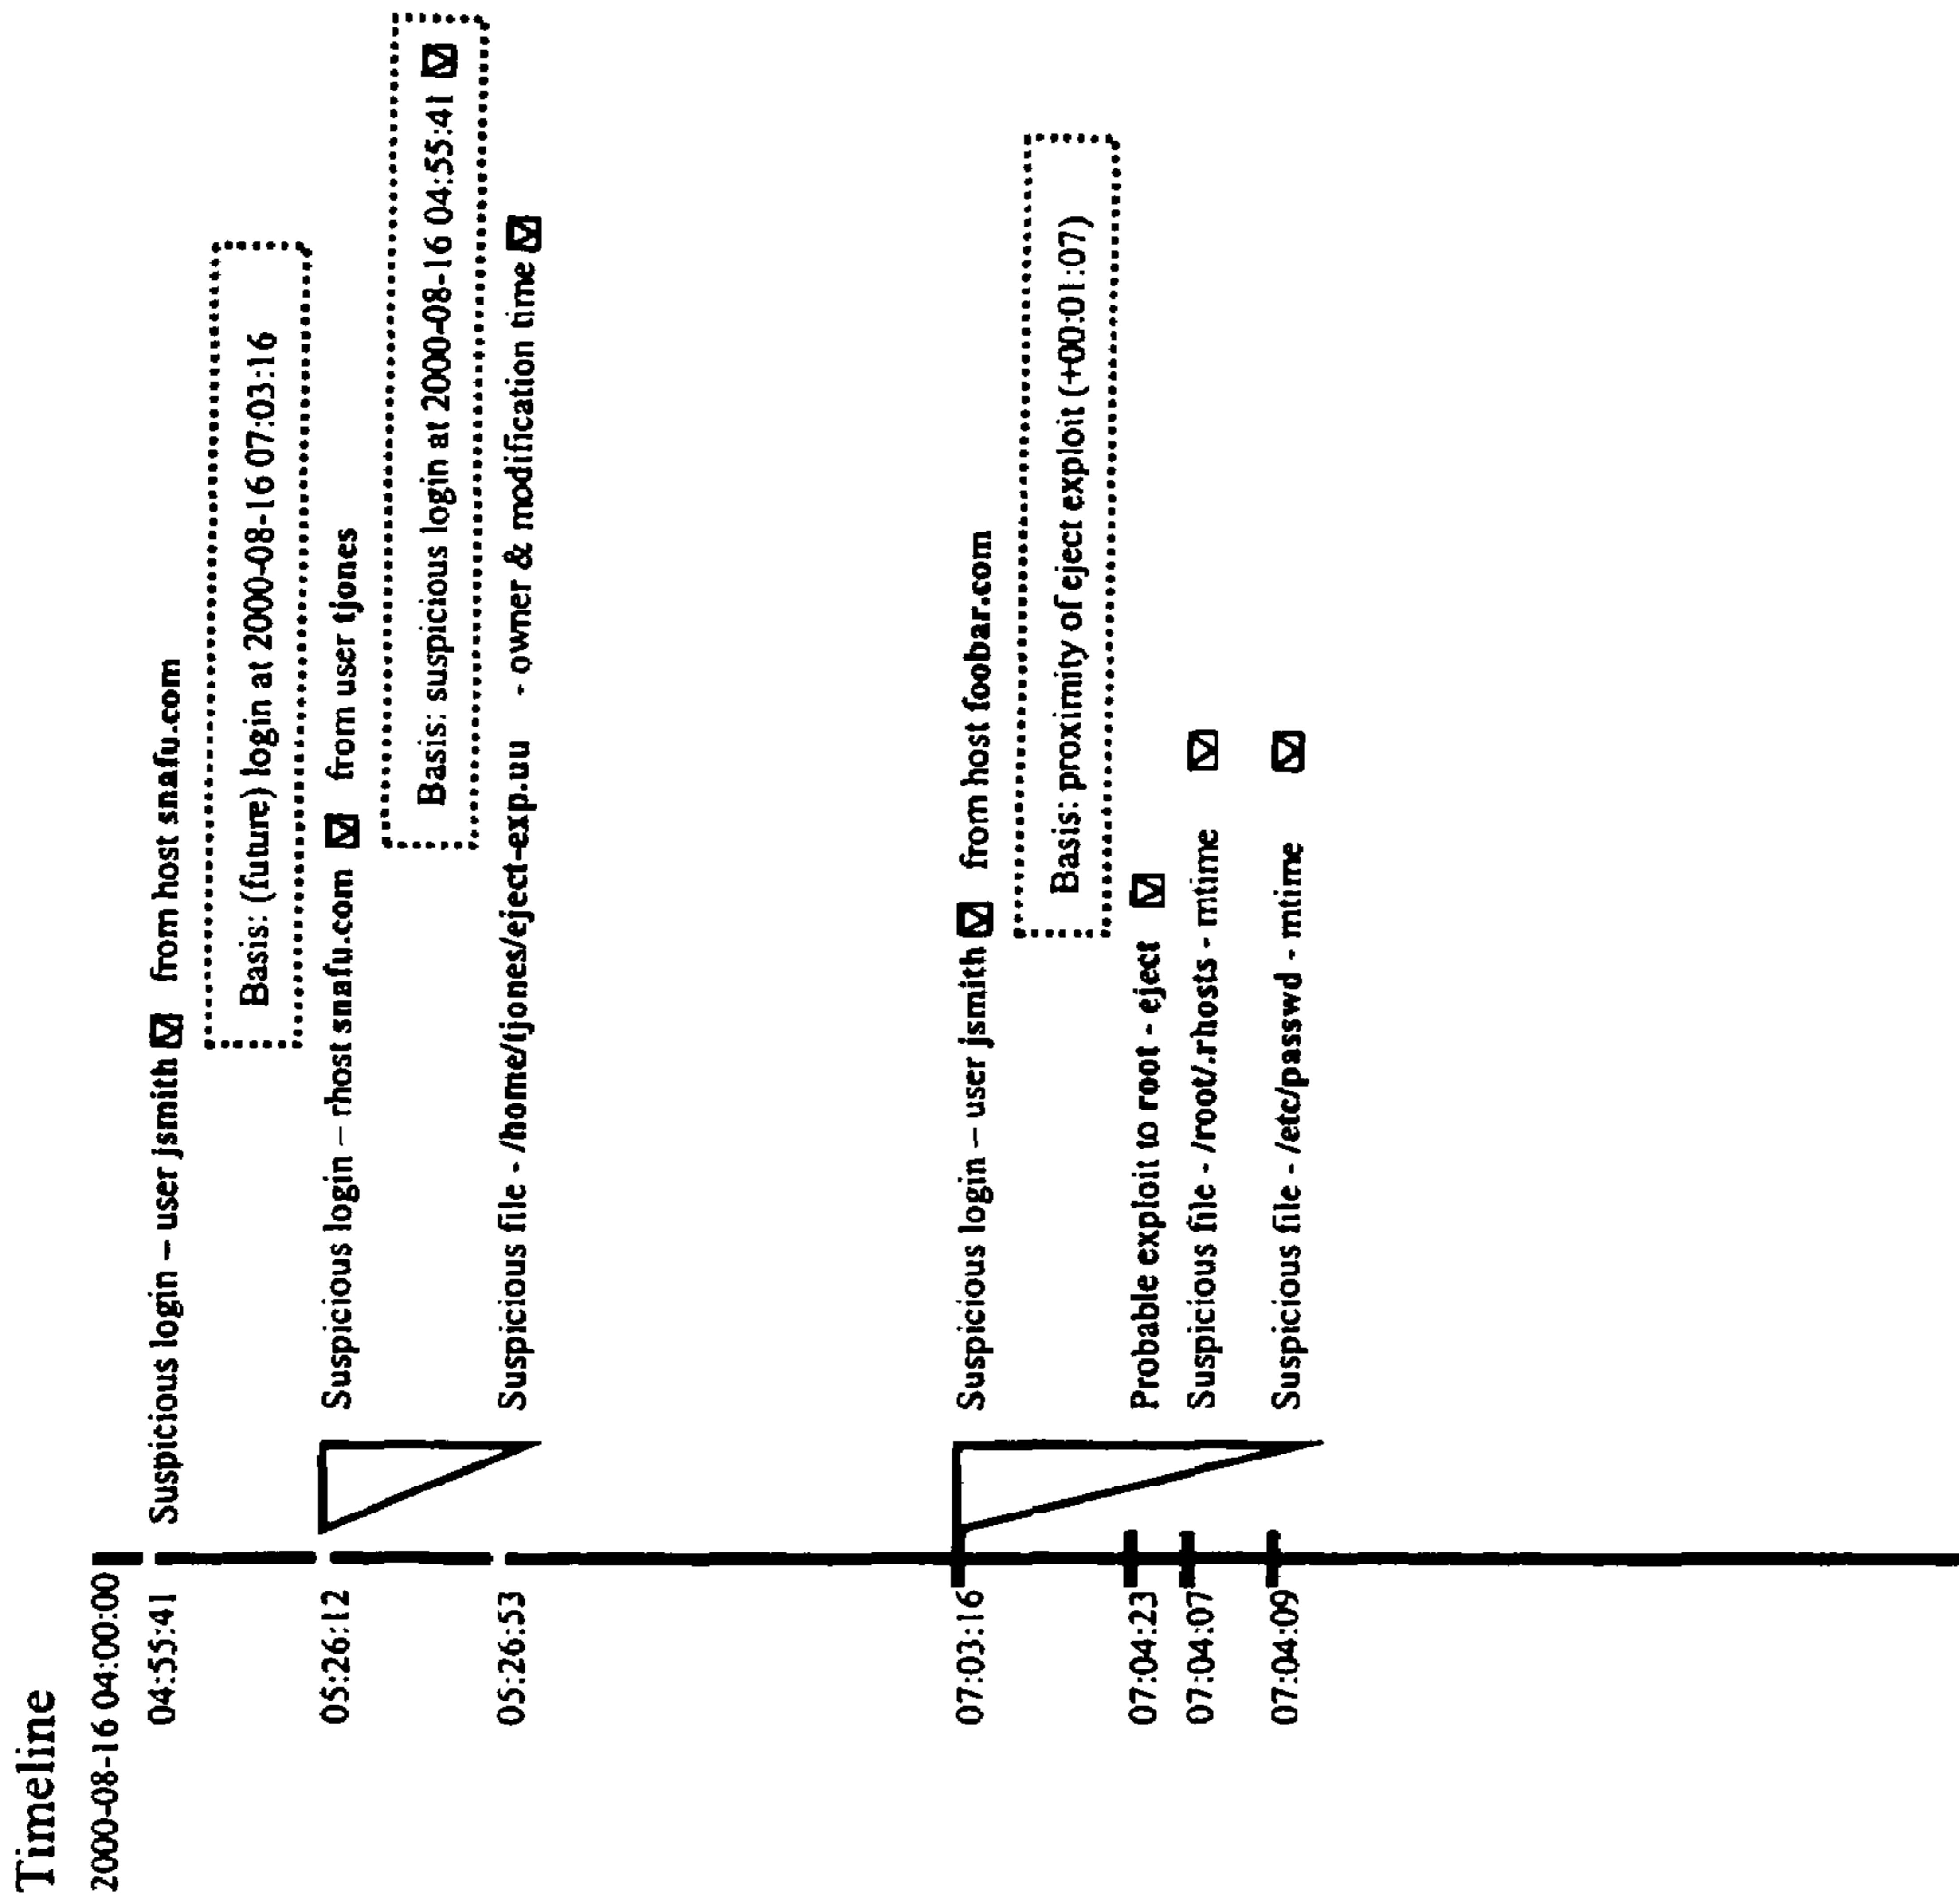 Timeline
2000-08-16 04:00:00
04:55:41 Suspicious login – user jsmith ☑ from host snafu.com
Basis: (future) login at 2000-08-16 07:03:16
05:26:12 Suspicious login – rhost snafu.com ☑ from user tjones
Basis: suspicious login at 2000-08-16 04:55:41 ☑
05:26:53 Suspicious file - /home/tjones/eject-exp.uu - owner & modification time ☑
07:03:16 Suspicious login – user jsmith ☑ from host foobar.com
Basis: proximity of eject exploit (+00:01:07)
07:04:23 Probable exploit to root - eject ☑
07:04:07 Suspicious file - /root/.rhosts - mtime ☑
07:04:09 Suspicious file - /etc/passwd - mtime ☑